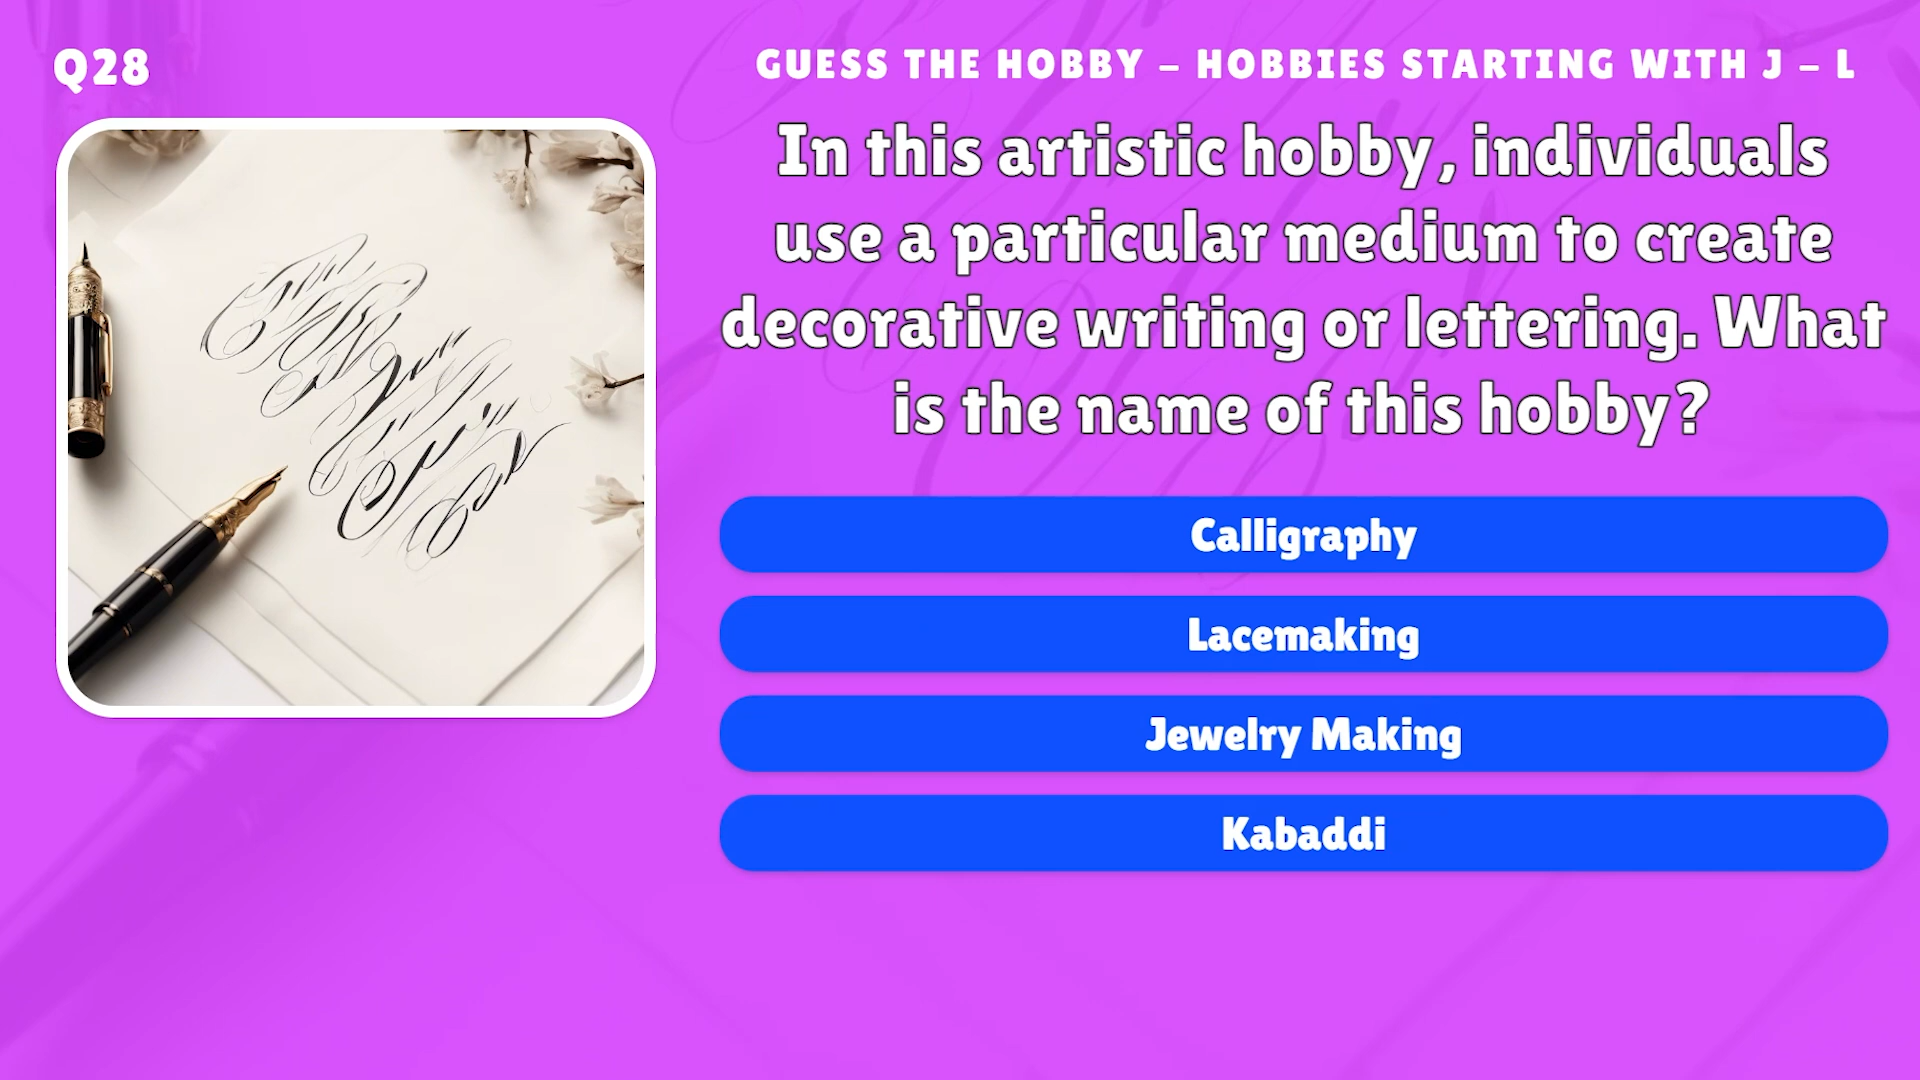 Q28
GUESS THE HOBBY – HOBBIES STARTING WITH J – L
In this artistic hobby, individuals
use a particular medium to create
decorative writing or lettering. What
is the name of this hobby?
Calligraphy
Lacemaking
Jewelry Making
Kabaddi